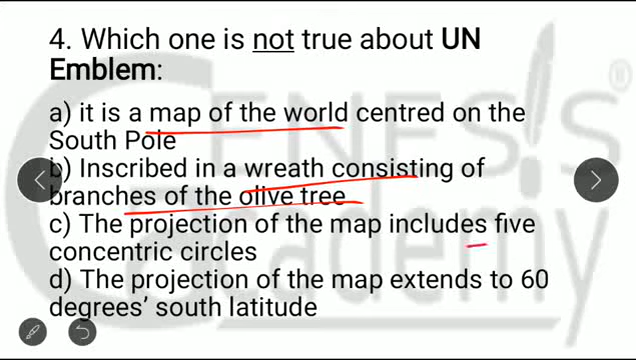 4. Which one is not true about UN
Emblem:
a) it is a map of the world centred on the
South Pole
b) Inscribed in a wreath consisting of
branches of the olive tree
c) The projection of the map includes five
concentric circles
d) The projection of the map extends to 60
degrees’ south latitude
GENESIS
Academy
®